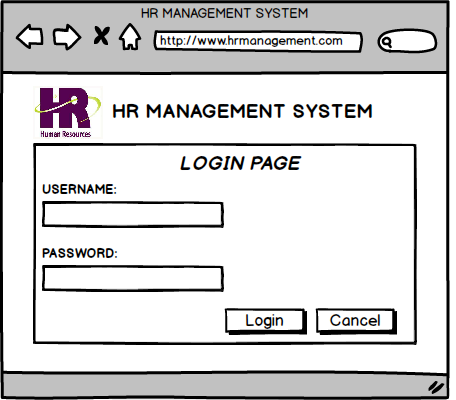 HR MANAGEMENT SYSTEM
http://www.hrmanagement.com
HR
Human Resources
HR MANAGEMENT SYSTEM
LOGIN PAGE
USERNAME:
PASSWORD:
Login Cancel